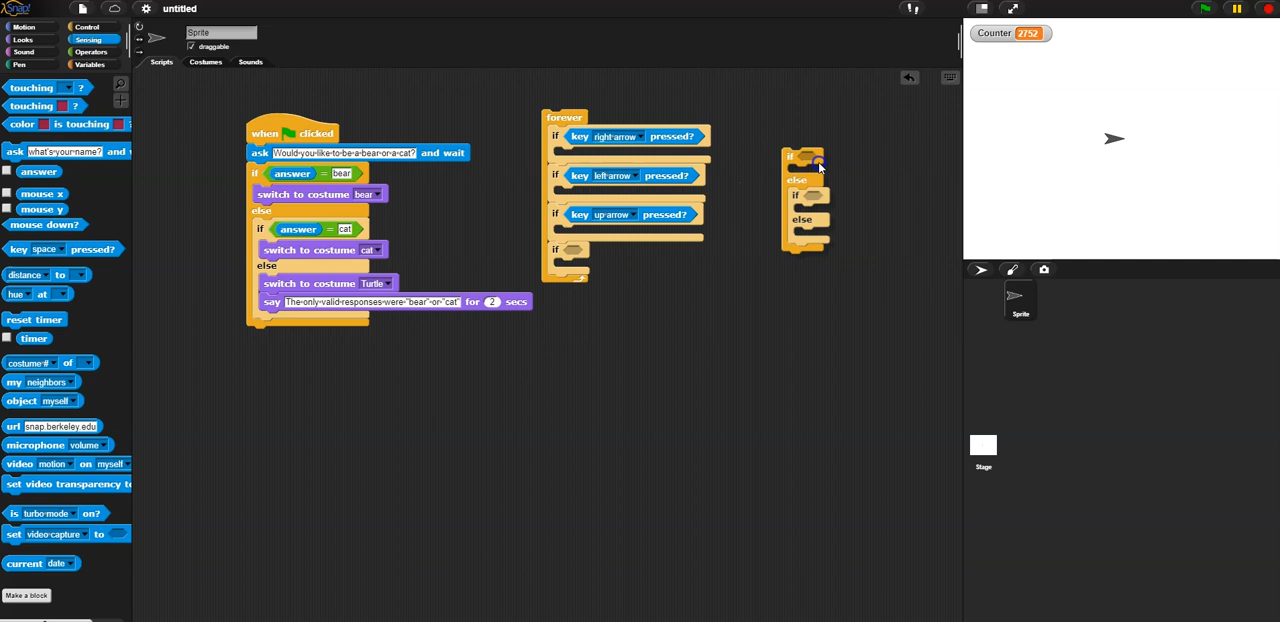 Snap!
untitled
Motion
Control
Looks
Sensing
Sound
Operators
Pen
Variables
touching ?
touching ?
color is touching ?
ask what's your name? and w
answer
mouse x
mouse y
mouse down?
key space pressed?
distance to
hue at
reset timer
timer
costume # of
my neighbors
object myself
url snap.berkeley.edu
microphone volume
video motion on myself
set video transparency to
is turbo mode on?
set video capture to
current date
Make a block
Sprite
draggable
Scripts
Costumes
Sounds
when clicked
ask Would you like to be a bear or a cat? and wait
if answer = bear
switch to costume bear
else
if answer = cat
switch to costume cat
else
switch to costume Turtle
say The only valid responses were "bear" or "cat" for 2 secs
forever
if key right arrow pressed?
if key left arrow pressed?
if key up arrow pressed?
if
if
else
if
else
Counter 2752
Sprite
Stage